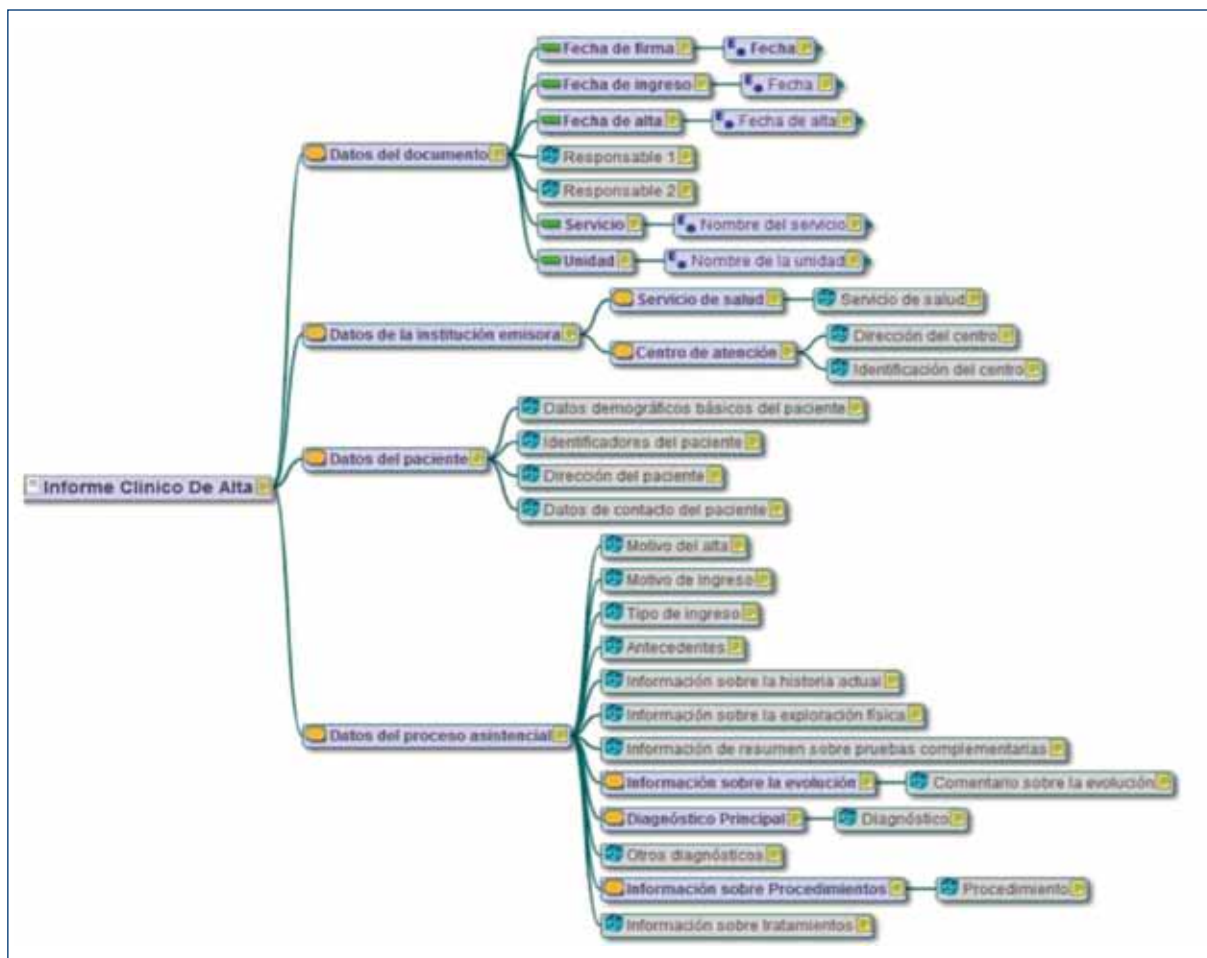 Informe Clínico De Alta
Datos del documento
Fecha de firma
Fecha
Fecha de ingreso
Fecha
Fecha de alta
Fecha de alta
Responsable 1
Responsable 2
Servicio
Nombre del servicio
Unidad
Nombre de la unidad
Datos de la institución emisora
Servicio de salud
Servicio de salud
Centro de atención
Dirección del centro
Identificación del centro
Datos del paciente
Datos demográficos básicos del paciente
Identificadores del paciente
Dirección del paciente
Datos de contacto del paciente
Datos del proceso asistencial
Motivo del alta
Motivo de ingreso
Tipo de ingreso
Antecedentes
Información sobre la historia actual
Información sobre la exploración física
Información de resumen sobre pruebas complementarias
Información sobre la evolución
Comentario sobre la evolución
Diagnóstico Principal
Diagnóstico
Otros diagnósticos
Información sobre Procedimientos
Procedimiento
Información sobre tratamientos